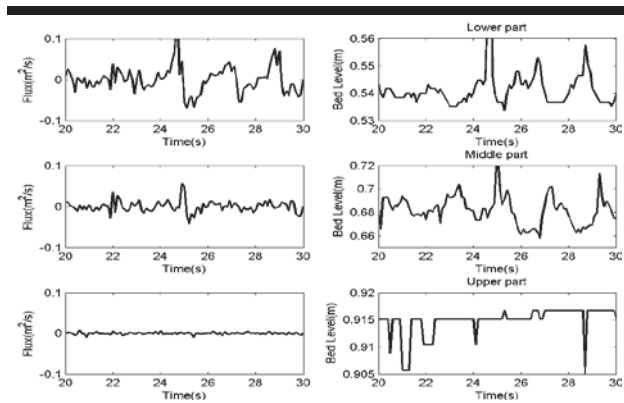 Lower part
0.1
0
-0.1
Flux(m²/s)
20 22 24 26 28 30
Time(s)
0.56
0.55
0.54
0.53
Bed Level(m)
20 22 24 26 28 30
Time(s)
Middle part
0.1
0
-0.1
Flux(m²/s)
20 22 24 26 28 30
Time(s)
0.72
0.7
0.68
0.66
Bed Level(m)
20 22 24 26 28 30
Time(s)
Upper part
0.1
0
-0.1
Flux(m²/s)
20 22 24 26 28 30
Time(s)
0.92
0.915
0.91
0.905
Bed Level(m)
20 22 24 26 28 30
Time(s)